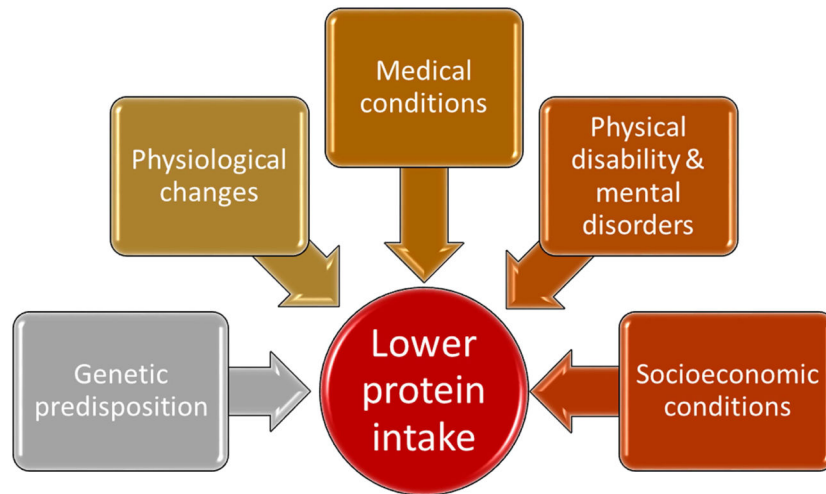 Medical
conditions
Physiological
changes
Physical
disability &
mental
disorders
Genetic
predisposition
Lower
protein
intake
Socioeconomic
conditions